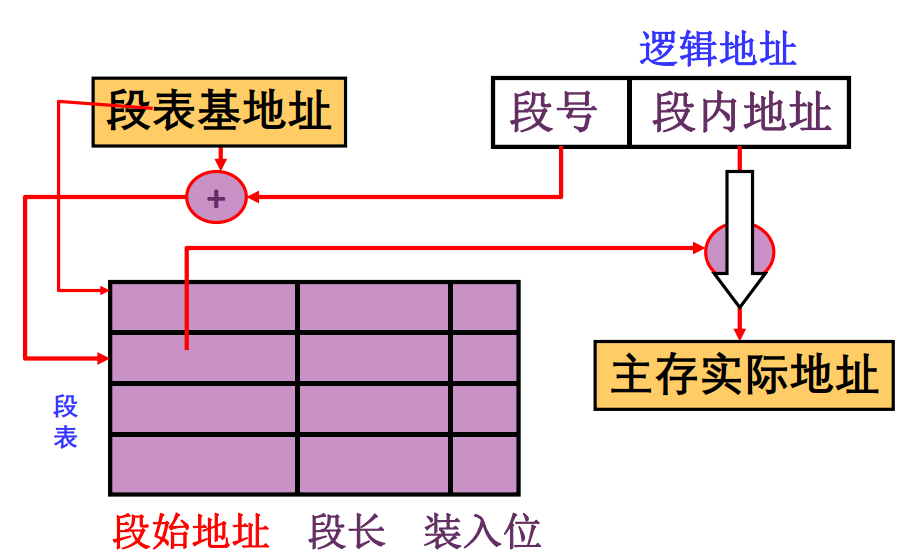 逻辑地址
段表基地址
段号
段内地址
+
主存实际地址
段
表
段始地址 段长 装入位